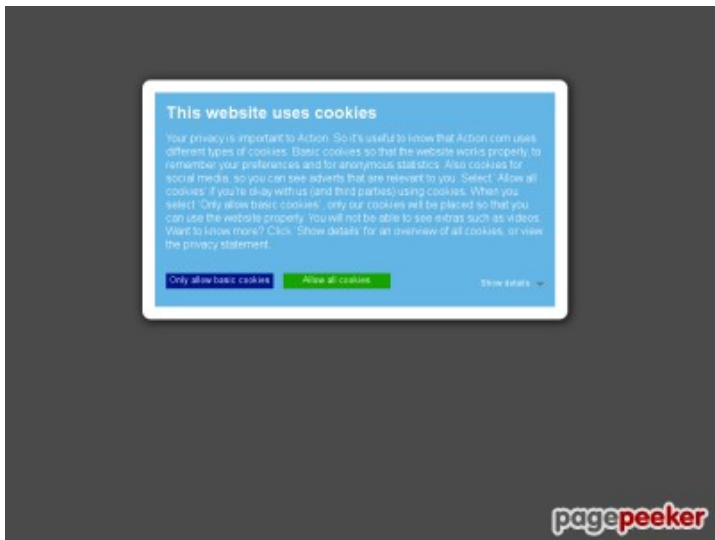 This website uses cookies
Your privacy is important to Action. So it's useful to know that Action.com uses
different types of cookies. Basic cookies so that the website works properly, to
remember your preferences and for anonymous statistics. Also cookies for
social media, so you can see adverts that are relevant to you. Select 'Allow all
cookies' if you're okay with us (and third parties) using cookies. When you
select 'Only allow basic cookies', only our cookies will be placed so that you
can use the website properly. You will not be able to see extras such as videos.
Want to know more? Click 'Show details' for an overview of all cookies, or view
the privacy statement.
Only allow basic cookies Allow all cookies Show details
pagepeeker